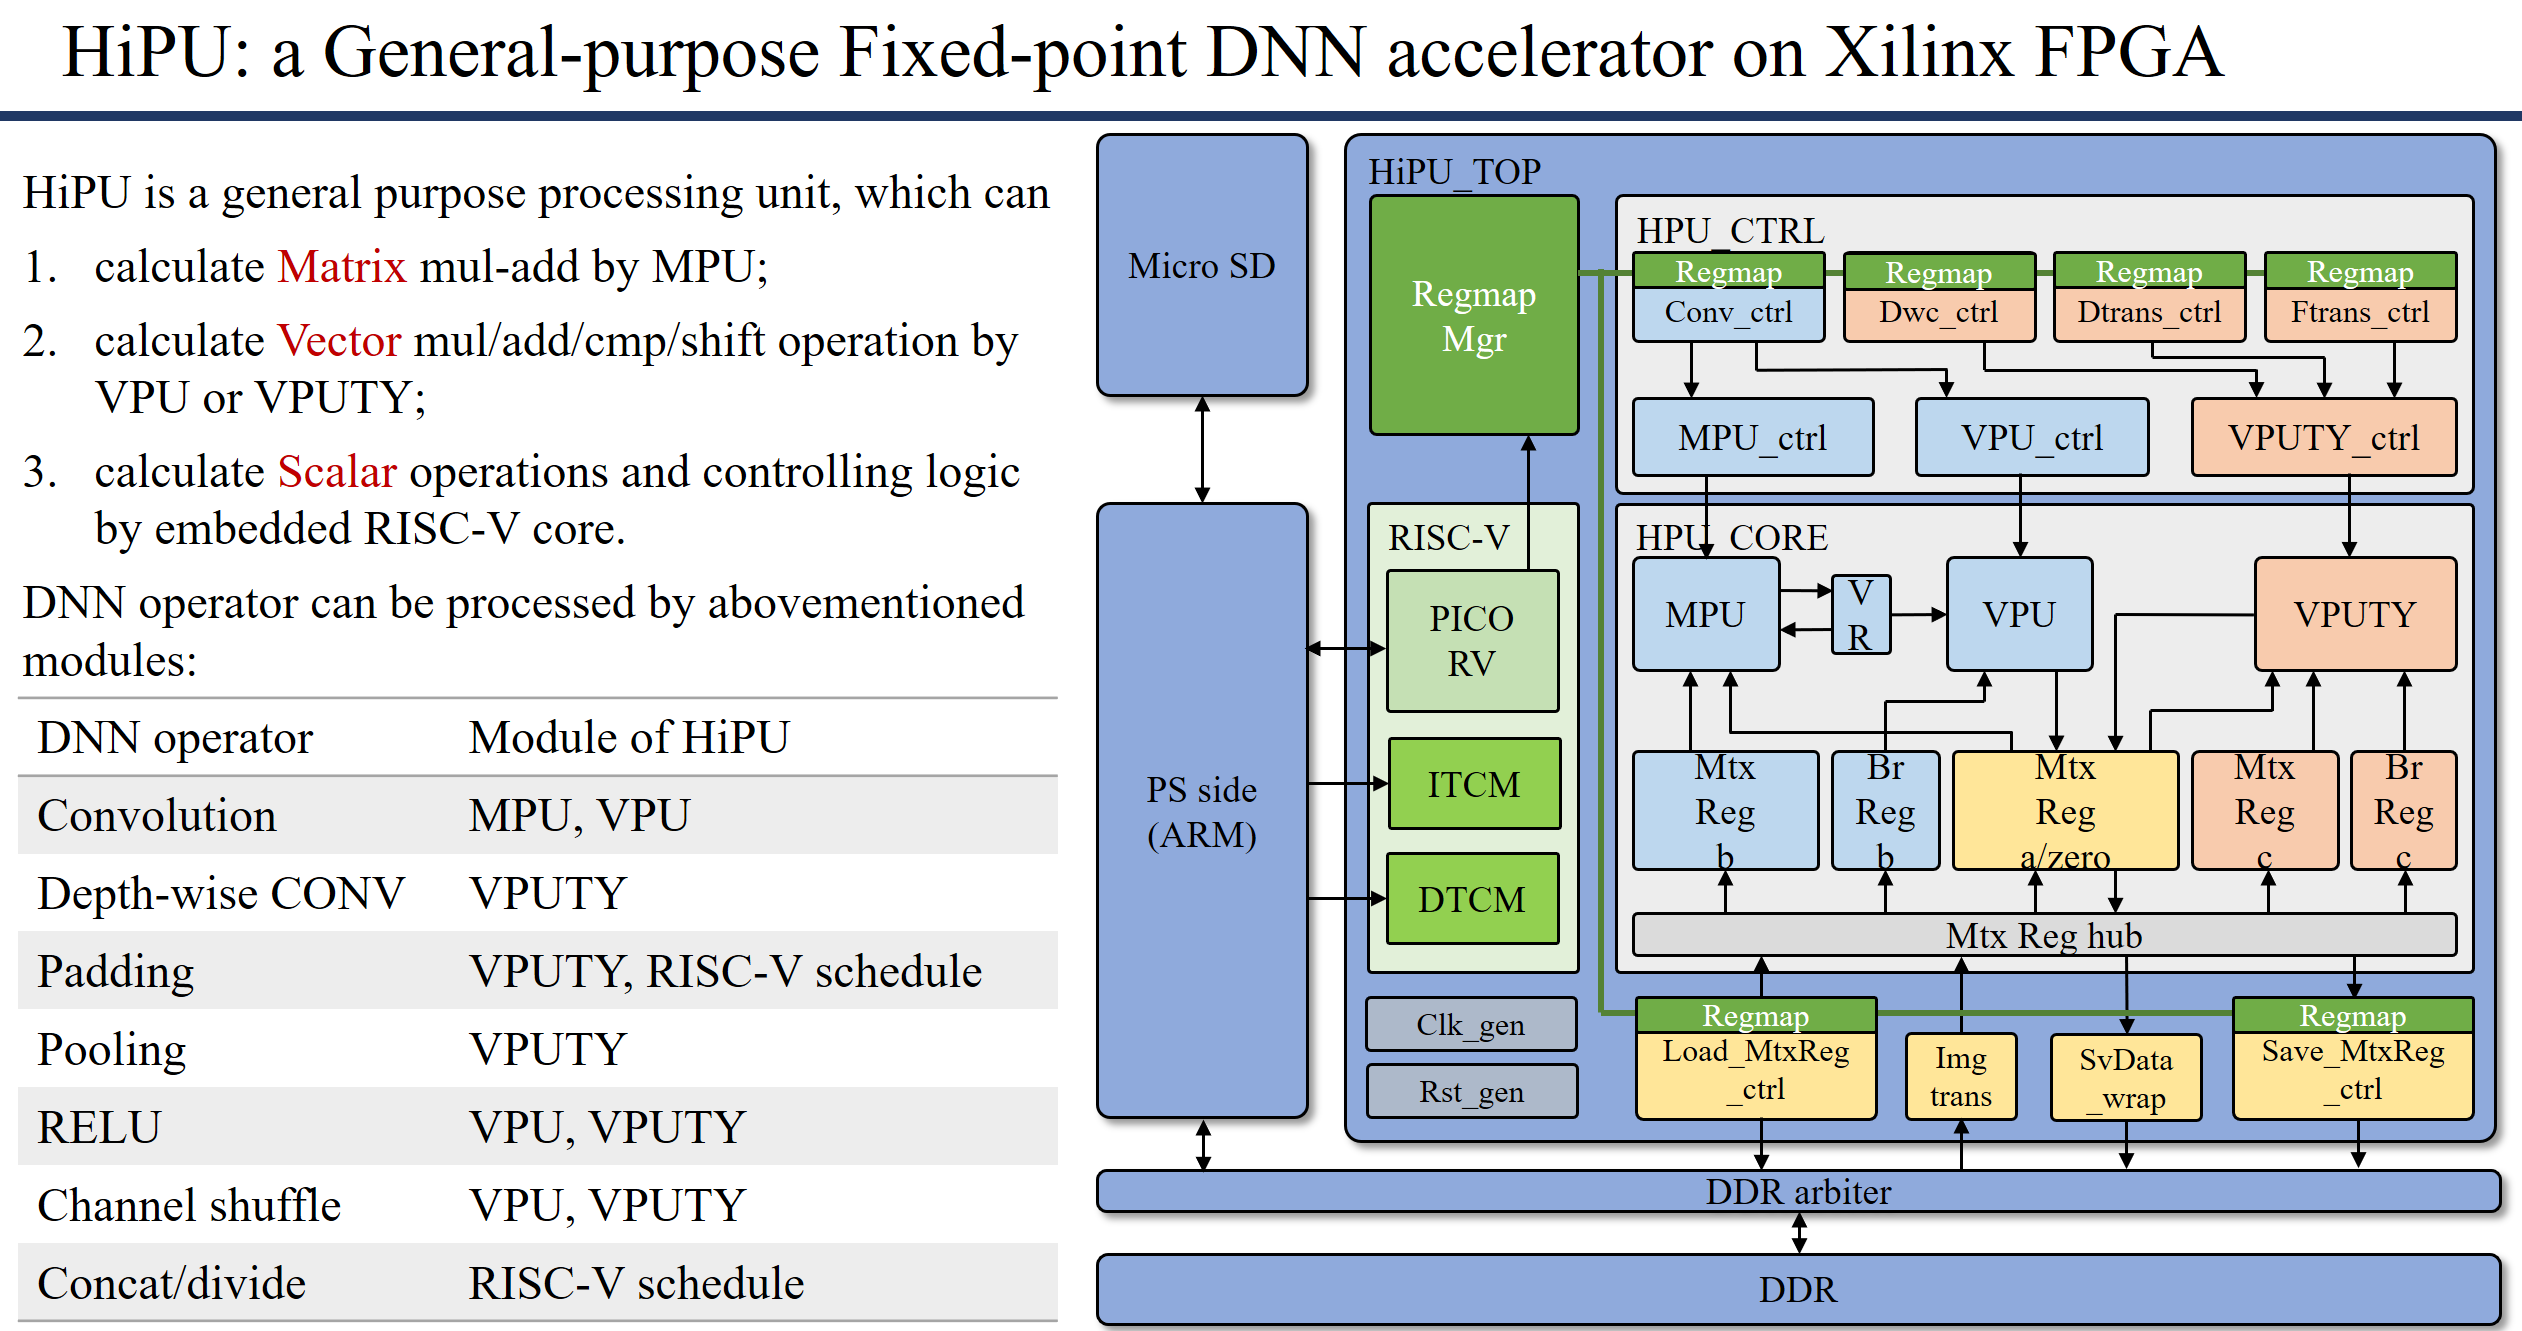 HiPU: a General-purpose Fixed-point DNN accelerator on Xilinx FPGA
HiPU is a general purpose processing unit, which can
1. calculate Matrix mul-add by MPU;
2. calculate Vector mul/add/cmp/shift operation by
VPU or VPUTY;
3. calculate Scalar operations and controlling logic
by embedded RISC-V core.
DNN operator can be processed by abovementioned
modules:
DNN operator Module of HiPU
Convolution MPU, VPU
Depth-wise CONV VPUTY
Padding VPUTY, RISC-V schedule
Pooling VPUTY
RELU VPU, VPUTY
Channel shuffle VPU, VPUTY
Concat/divide RISC-V schedule
Micro SD
PS side
(ARM)
HiPU_TOP
Regmap
Mgr
RISC-V
PICO
RV
ITCM
DTCM
Clk_gen
Rst_gen
HPU_CTRL
Regmap
Conv_ctrl
Regmap
Dwc_ctrl
Regmap
Dtrans_ctrl
Regmap
Ftrans_ctrl
MPU_ctrl
VPU_ctrl
VPUTY_ctrl
HPU_CORE
MPU
V
R
VPU
VPUTY
Mtx
Reg
b
Br
Reg
b
Mtx
Reg
a/zero
Mtx
Reg
c
Br
Reg
c
Mtx Reg hub
Regmap
Load_MtxReg
_ctrl
Img
trans
SvData
_wrap
Regmap
Save_MtxReg
_ctrl
DDR arbiter
DDR